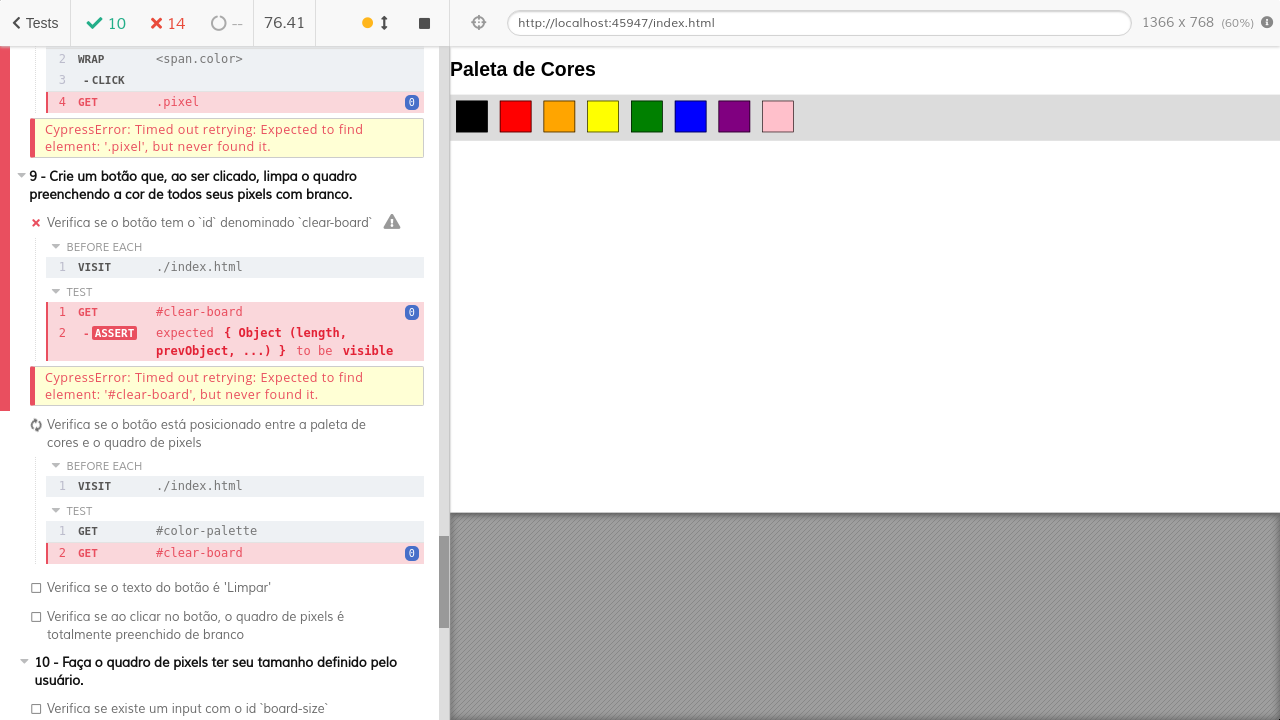 Tests 10 14 -- 76.41
http://localhost:45947/index.html 1366 x 768 (60%)
2 WRAP <span.color>
3 - CLICK
4 GET .pixel 0
CypressError: Timed out retrying: Expected to find
element: '.pixel', but never found it.
9 - Crie um botão que, ao ser clicado, limpa o quadro
preenchendo a cor de todos seus pixels com branco.
Verifica se o botão tem o `id` denominado `clear-board`
BEFORE EACH
1 VISIT ./index.html
TEST
1 GET #clear-board 0
2 - ASSERT expected { Object (length,
prevObject, ...) } to be visible
CypressError: Timed out retrying: Expected to find
element: '#clear-board', but never found it.
Verifica se o botão está posicionado entre a paleta de
cores e o quadro de pixels
BEFORE EACH
1 VISIT ./index.html
TEST
1 GET #color-palette
2 GET #clear-board 0
Verifica se o texto do botão é 'Limpar'
Verifica se ao clicar no botão, o quadro de pixels é
totalmente preenchido de branco
10 - Faça o quadro de pixels ter seu tamanho definido pelo
usuário.
Verifica se existe um input com o id `board-size`
Paleta de Cores